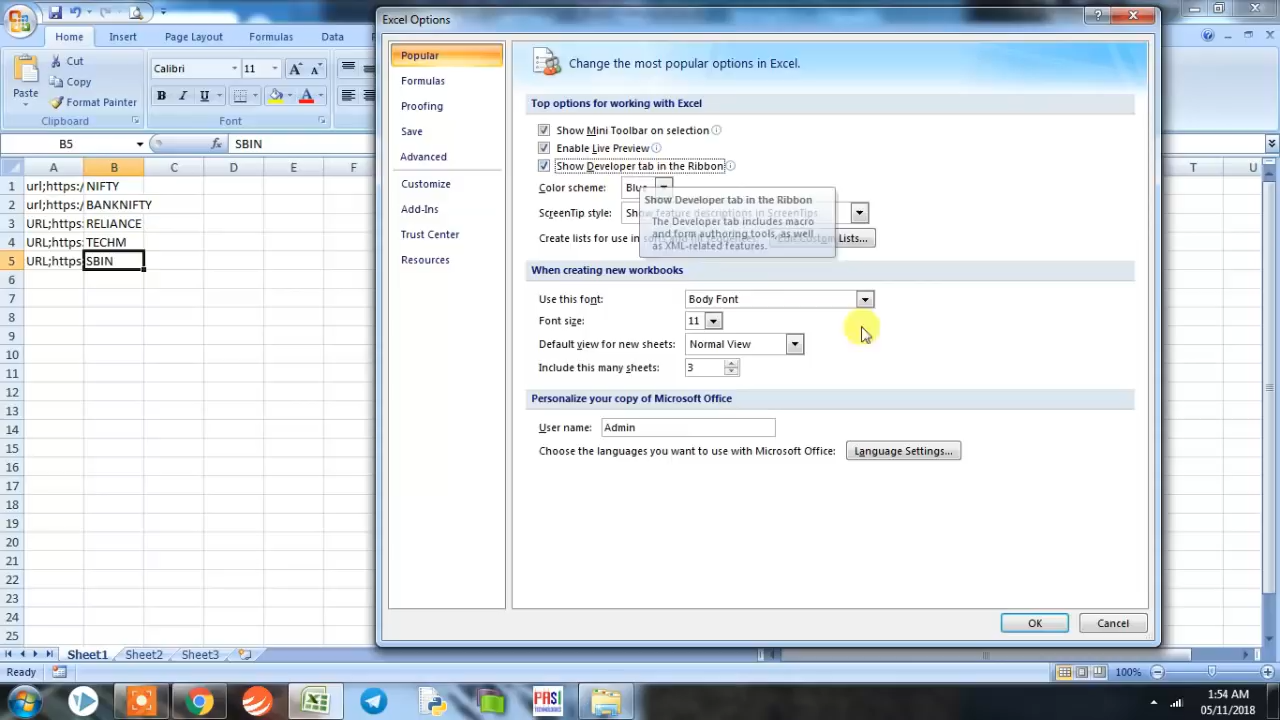 Excel Options
Home Insert Page Layout Formulas Data
Cut
Copy
Format Painter
Paste
Clipboard
Calibri 11
B I U
Font
B5 fx SBIN
A B C D E F T U
1 url;https:/ NIFTY
2 url;https:/ BANKNIFTY
3 URL;https: RELIANCE
4 URL;https: TECHM
5 URL;https SBIN
6
7
8
9
10
11
12
13
14
15
16
17
18
19
20
21
22
23
24
25
Popular
Formulas
Proofing
Save
Advanced
Customize
Add-Ins
Trust Center
Resources
Change the most popular options in Excel.
Top options for working with Excel
Show Mini Toolbar on selection
Enable Live Preview
Show Developer tab in the Ribbon
Color scheme: Blue
ScreenTip style: Show feature descriptions in ScreenTips
Create lists for use in Lists...
Show Developer tab in the Ribbon
The Developer tab includes macro
and form authoring tools, as well
as XML-related features.
When creating new workbooks
Use this font: Body Font
Font size: 11
Default view for new sheets: Normal View
Include this many sheets: 3
Personalize your copy of Microsoft Office
User name: Admin
Choose the languages you want to use with Microsoft Office: Language Settings...
OK Cancel
Sheet1 Sheet2 Sheet3
Ready 100%
PASI
TECHNOLOGIES
1:54 AM
05/11/2018